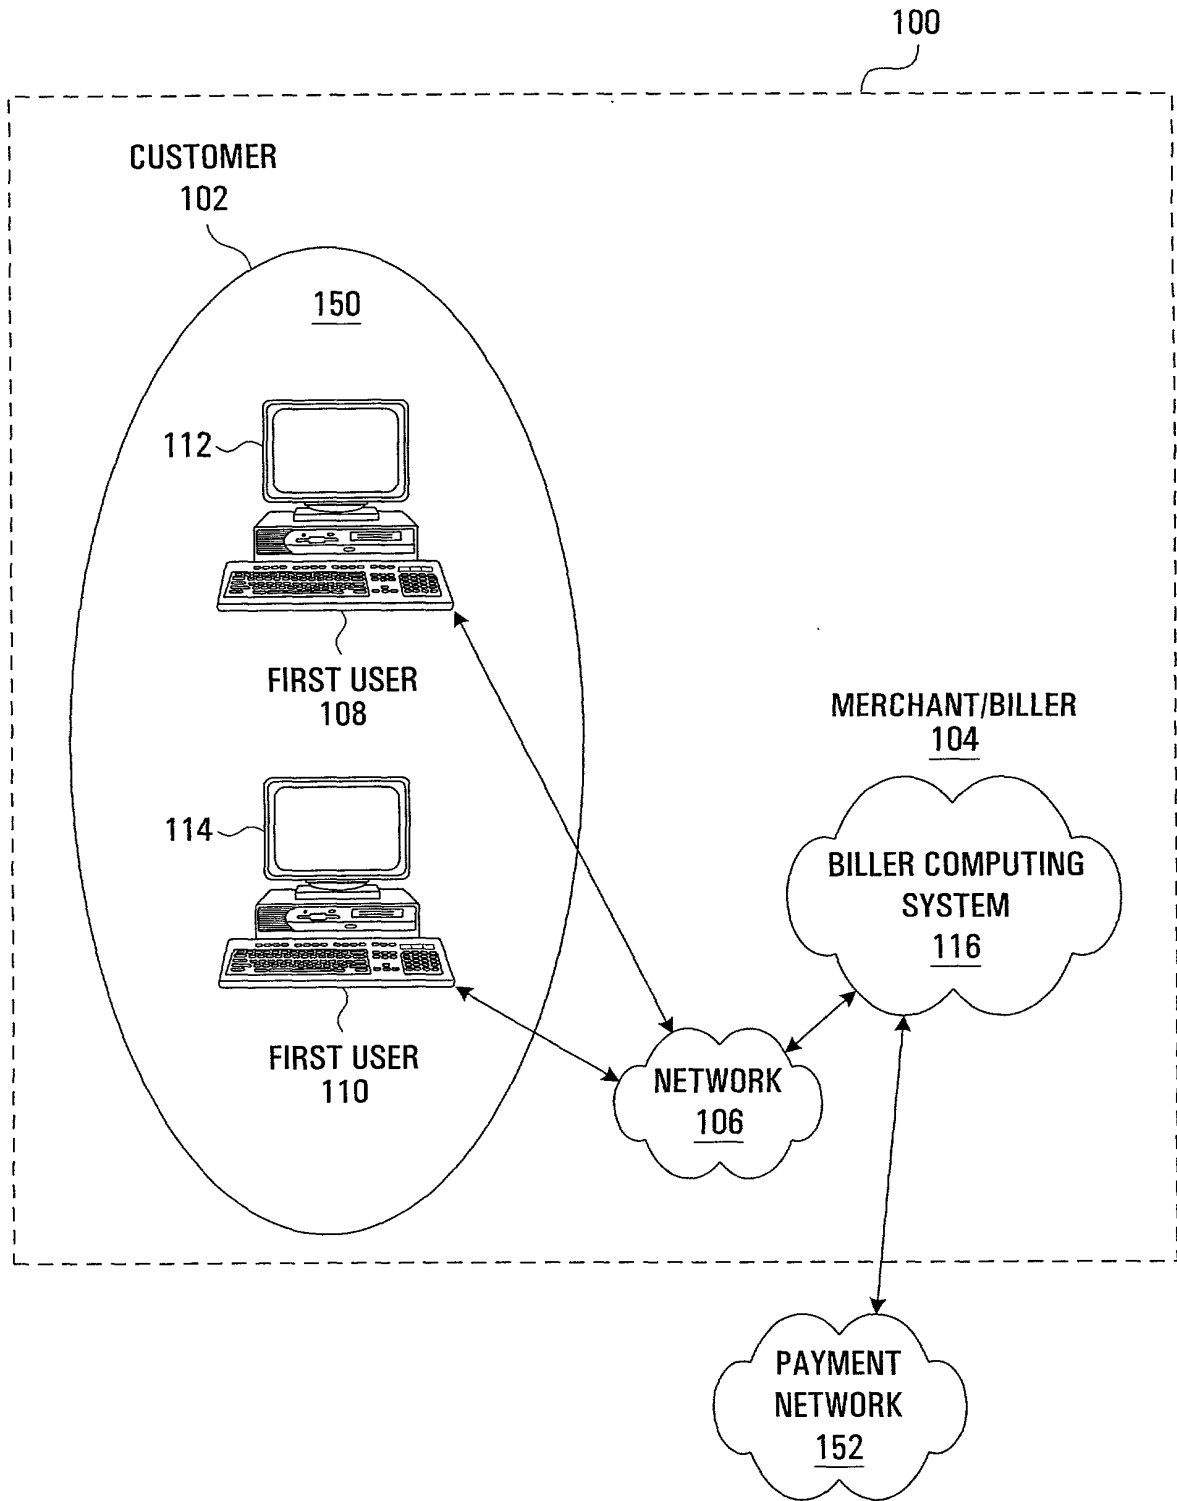 100
CUSTOMER
102
150
112
FIRST USER
108
MERCHANT/BILLER
104
114
BILLER COMPUTING
SYSTEM
116
FIRST USER
110
NETWORK
106
PAYMENT
NETWORK
152